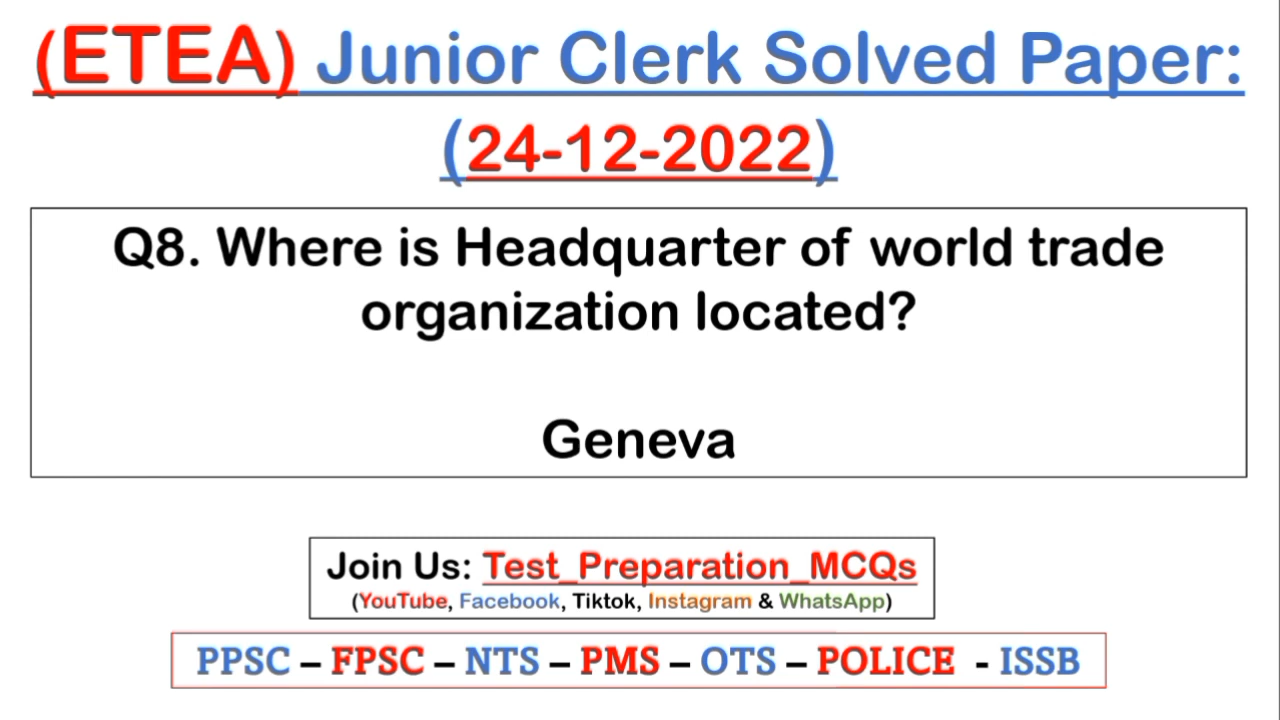 (ETEA) Junior Clerk Solved Paper:
(24-12-2022)
Q8. Where is Headquarter of world trade
organization located?
Geneva
Join Us: Test_Preparation_MCQs
(YouTube, Facebook, Tiktok, Instagram & WhatsApp)
PPSC – FPSC – NTS – PMS – OTS – POLICE - ISSB